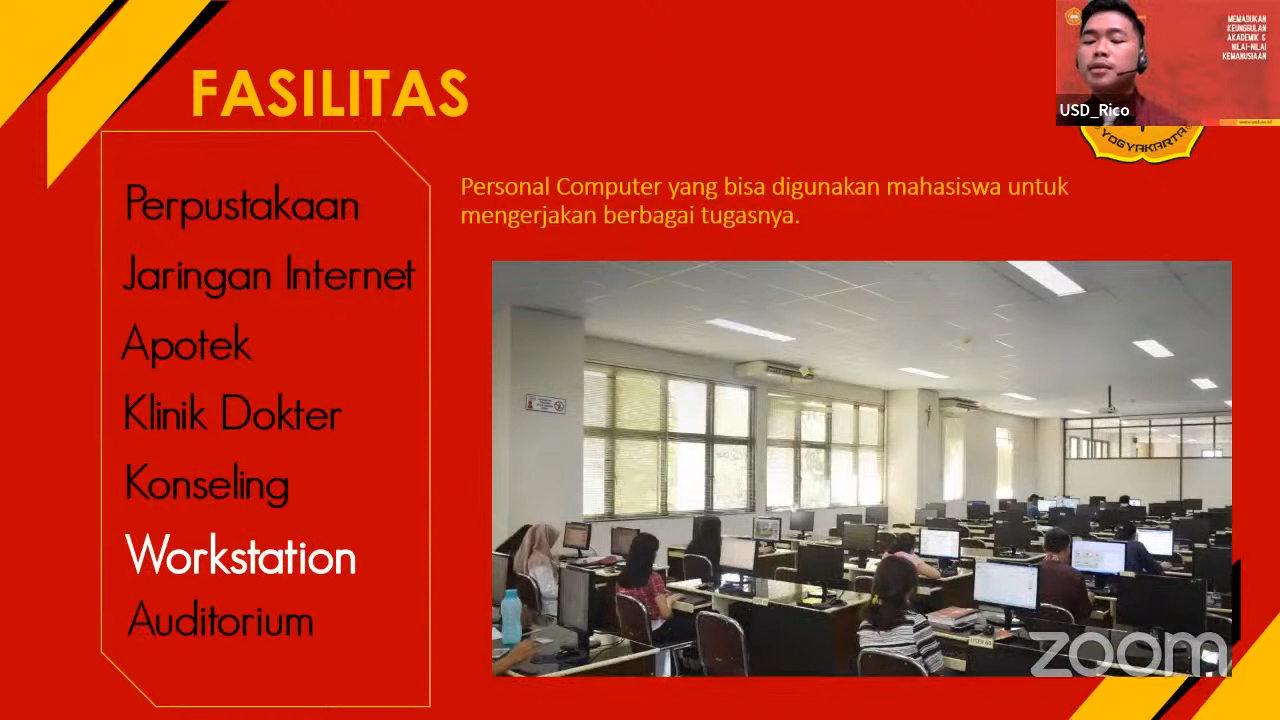 FASILITAS
Perpustakaan
Jaringan Internet
Apotek
Klinik Dokter
Konseling
Workstation
Auditorium
Personal Computer yang bisa digunakan mahasiswa untuk
mengerjakan berbagai tugasnya.
MEMADUKAN
KEUNGGULAN
AKADEMIK &
NILAI-NILAI
KEMANUSIAAN
USD_Rico
YOGYAKARTA
zoom